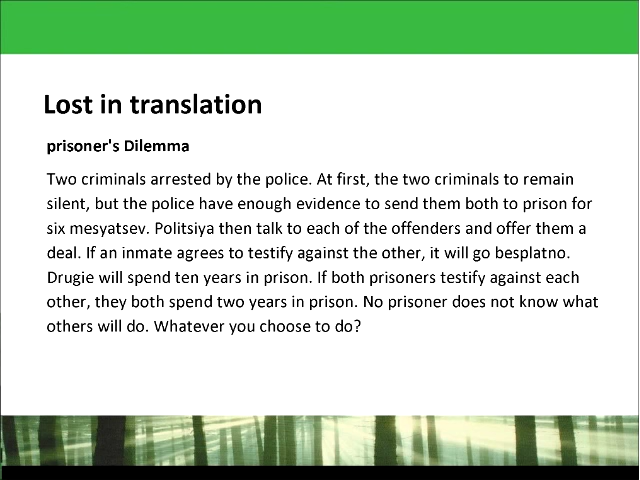 Lost in translation
prisoner's Dilemma
Two criminals arrested by the police. At first, the two criminals to remain
silent, but the police have enough evidence to send them both to prison for
six mesyatsev. Politsiya then talk to each of the offenders and offer them a
deal. If an inmate agrees to testify against the other, it will go besplatno.
Drugie will spend ten years in prison. If both prisoners testify against each
other, they both spend two years in prison. No prisoner does not know what
others will do. Whatever you choose to do?